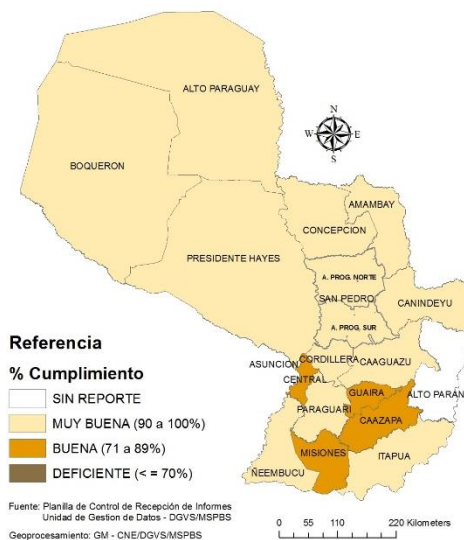 ALTO PARAGUAY
N
W E
S
BOQUERON
AMAMBAY
CONCEPCION
PRESIDENTE HAYES
A. PROG. NORTE
SAN PEDRO
CANINDEYU
A. PROG. SUR
Referencia
% Cumplimiento
SIN REPORTE
MUY BUENA (90 a 100%)
BUENA (71 a 89%)
DEFICIENTE (< = 70%)
ASUNCION
CORDILLERA
CENTRAL
CAAGUAZU
GUAIRA
ALTO PARÁN
PARAGUARI
CAAZAPA
MISIONES
ÑEEMBUCU
ITAPUA
Fuente: Planilla de Control de Recepción de Informes
Unidad de Gestion de Datos - DGVS/MSPBS
Geoprocesamiento: GM - CNE/DGVS/MSPBS
0 55 110 220 Kilometers